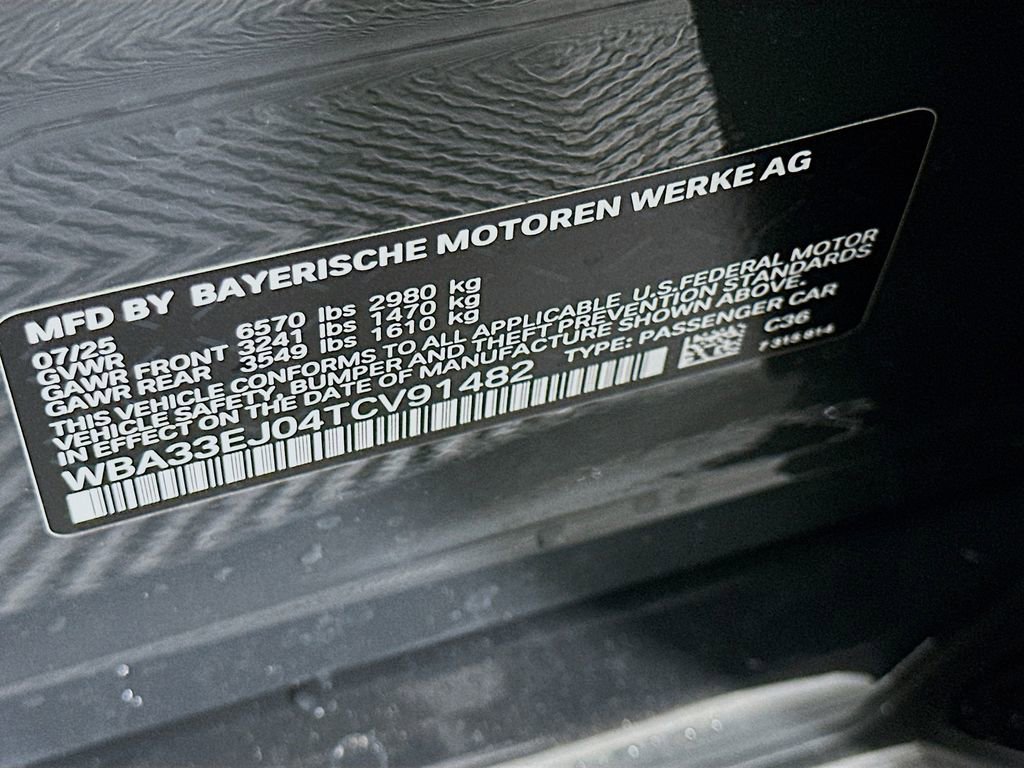 MFD BY BAYERISCHE MOTOREN WERKE AG
07/25
GVWR 6570 lbs 2980 kg
GAWR FRONT 3241 lbs 1470 kg
GAWR REAR 3549 lbs 1610 kg
THIS VEHICLE CONFORMS TO ALL APPLICABLE U.S.FEDERAL MOTOR
VEHICLE SAFETY, BUMPER AND THEFT PREVENTION STANDARDS
IN EFFECT ON THE DATE OF MANUFACTURE SHOWN ABOVE.
WBA33EJ04TCV91482 TYPE: PASSENGER CAR
C36